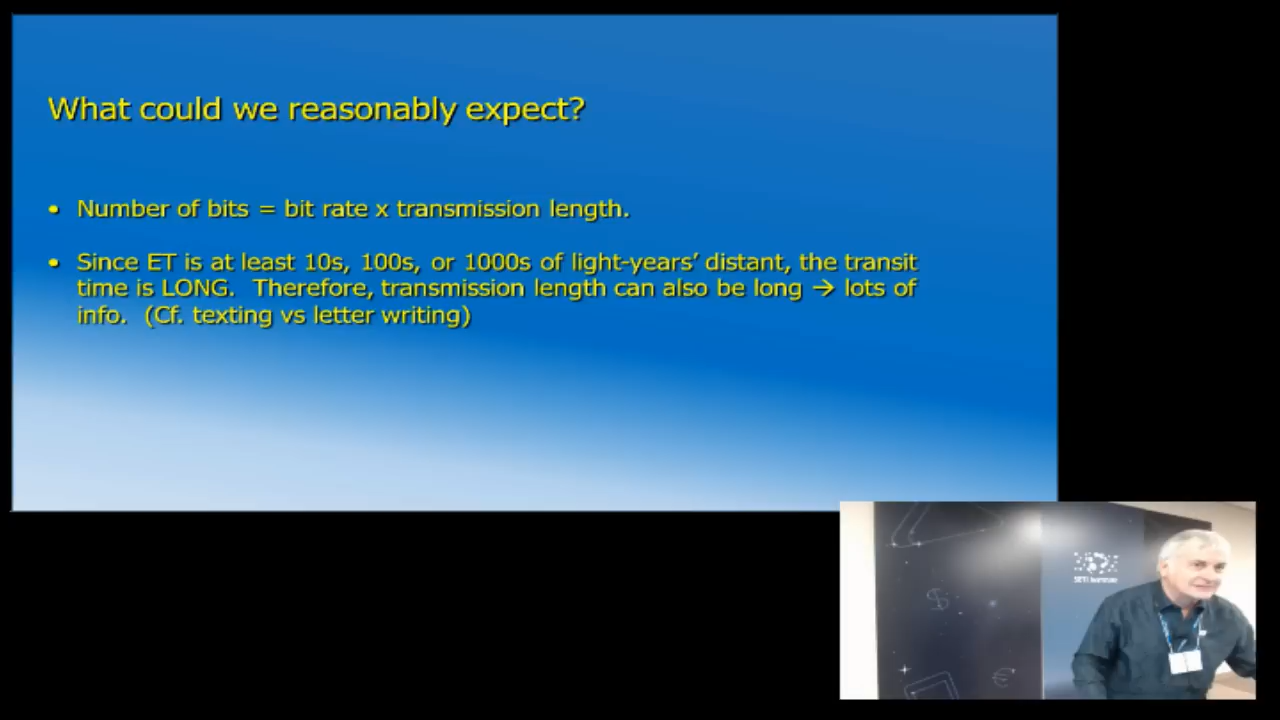 What could we reasonably expect?
• Number of bits = bit rate x transmission length.
• Since ET is at least 10s, 100s, or 1000s of light-years’ distant, the transit
time is LONG.  Therefore, transmission length can also be long → lots of
info.  (Cf. texting vs letter writing)
$
SETI Institute
€